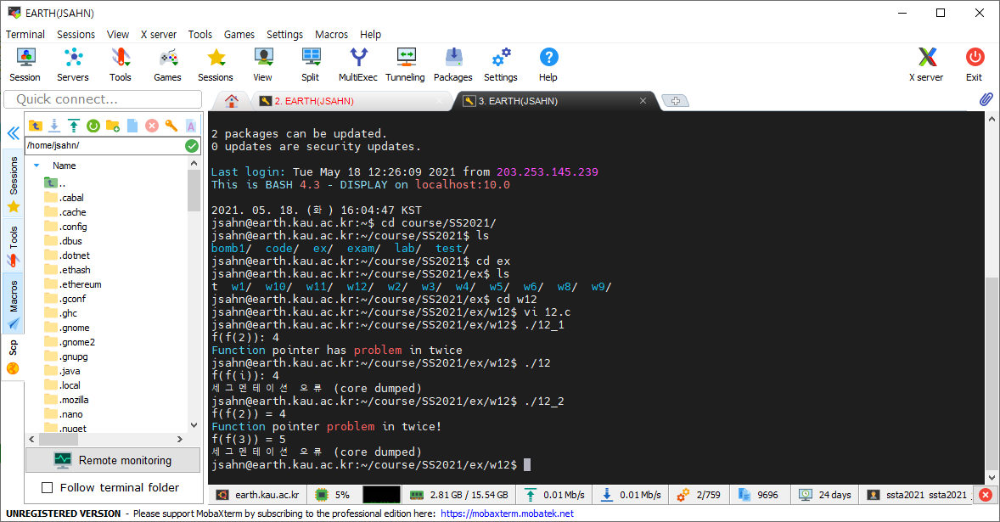 EARTH(JSAHN)
Terminal Sessions View X server Tools Games Settings Macros Help
Session Servers Tools Games Sessions View Split MultiExec Tunneling Packages Settings Help X server Exit
Quick connect...
2. EARTH(JSAHN)
3. EARTH(JSAHN)
/home/jsahn/
Sessions
Tools
Macros
Scp
Name
..
.cabal
.cache
.config
.dbus
.dotnet
.ethash
.ethereum
.gconf
.ghc
.gnome
.gnome2
.gnupg
.java
.local
.mozilla
.nano
.nuget
Remote monitoring
Follow terminal folder
2 packages can be updated.
0 updates are security updates.
Last login: Tue May 18 12:26:09 2021 from 203.253.145.239
This is BASH 4.3 - DISPLAY on localhost:10.0
2021. 05. 18. (화 ) 16:04:47 KST
jsahn@earth.kau.ac.kr:~$ cd course/SS2021/
jsahn@earth.kau.ac.kr:~/course/SS2021$ ls
bomb1/ code/ ex/ exam/ lab/ test/
jsahn@earth.kau.ac.kr:~/course/SS2021$ cd ex
jsahn@earth.kau.ac.kr:~/course/SS2021/ex$ ls
t w1/ w10/ w11/ w12/ w2/ w3/ w4/ w5/ w6/ w8/ w9/
jsahn@earth.kau.ac.kr:~/course/SS2021/ex$ cd w12
jsahn@earth.kau.ac.kr:~/course/SS2021/ex/w12$ vi 12.c
jsahn@earth.kau.ac.kr:~/course/SS2021/ex/w12$ ./12_1
f(f(2)): 4
Function pointer has problem in twice
jsahn@earth.kau.ac.kr:~/course/SS2021/ex/w12$ ./12
f(f(i)): 4
세 그 멘 테 이 션 오 류 (core dumped)
jsahn@earth.kau.ac.kr:~/course/SS2021/ex/w12$ ./12_2
f(f(2)) = 4
Function pointer problem in twice!
f(f(3)) = 5
세 그 멘 테 이 션 오 류 (core dumped)
jsahn@earth.kau.ac.kr:~/course/SS2021/ex/w12$
earth.kau.ac.kr 5% 2.81 GB / 15.54 GB 0.01 Mb/s 0.01 Mb/s 2/759 9696 24 days ssta2021 ssta2021
UNREGISTERED VERSION - Please support MobaXterm by subscribing to the professional edition here: https://mobaxterm.mobatek.net